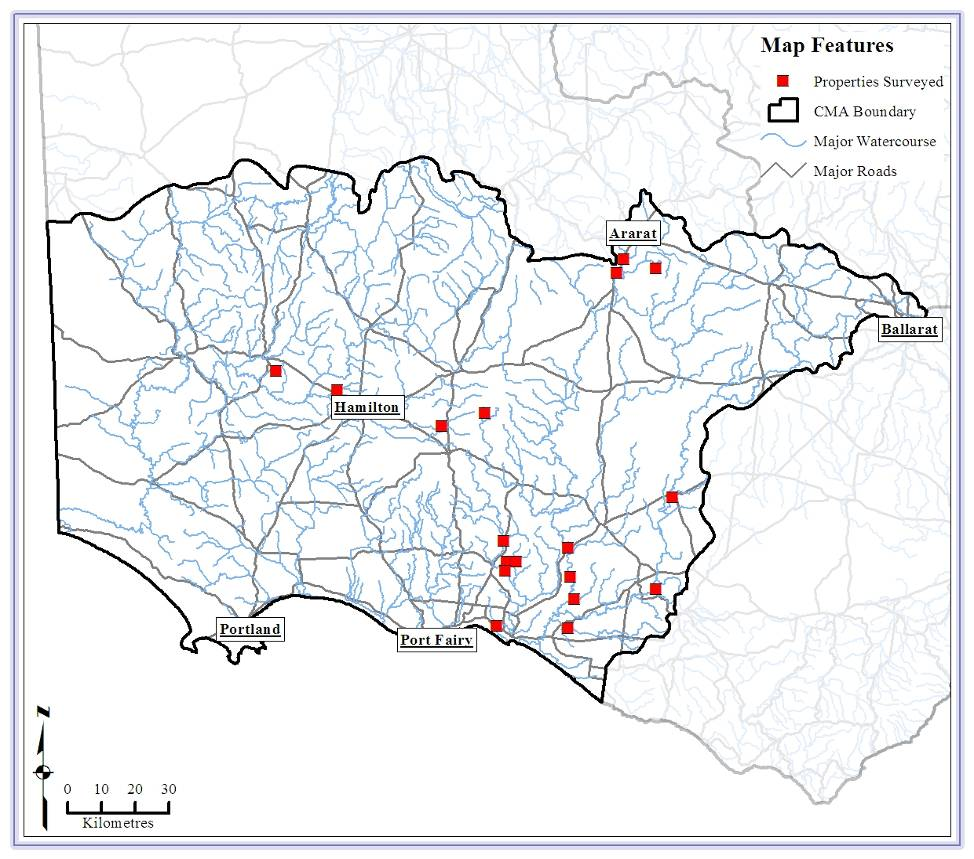 Map Features
Properties Surveyed
CMA Boundary
Major Watercourse
Major Roads
Ararat
Ballarat
Hamilton
Portland
Port Fairy
N
0 10 20 30
Kilometres